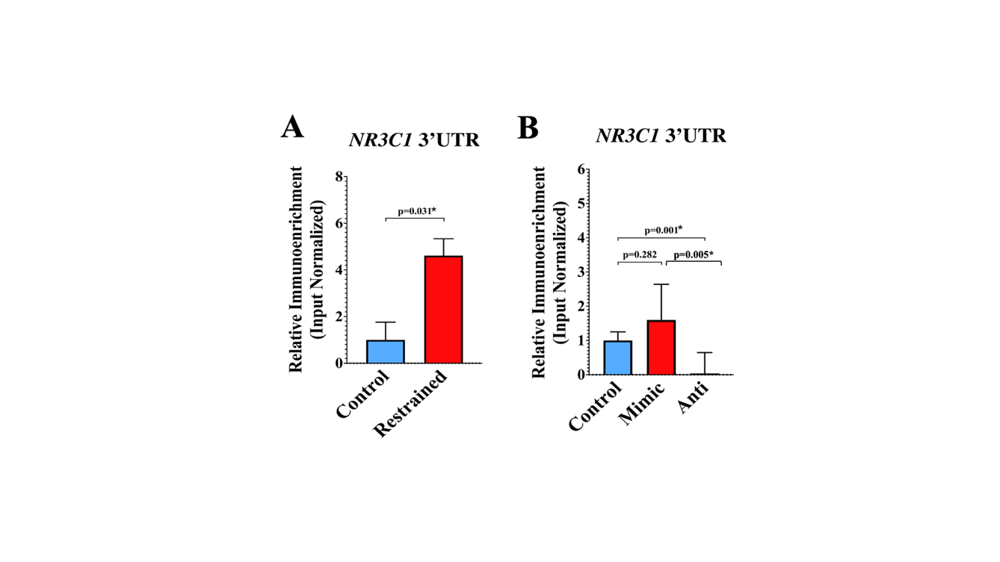 A
NR3C1 3’UTR
Relative Immunoenrichment
(Input Normalized)
8
6
4
2
0
p=0.031*
Control
Restrained
B
NR3C1 3’UTR
Relative Immunoenrichment
(Input Normalized)
6
5
4
3
2
1
0
p=0.001*
p=0.282
p=0.005*
Control
Mimic
Anti